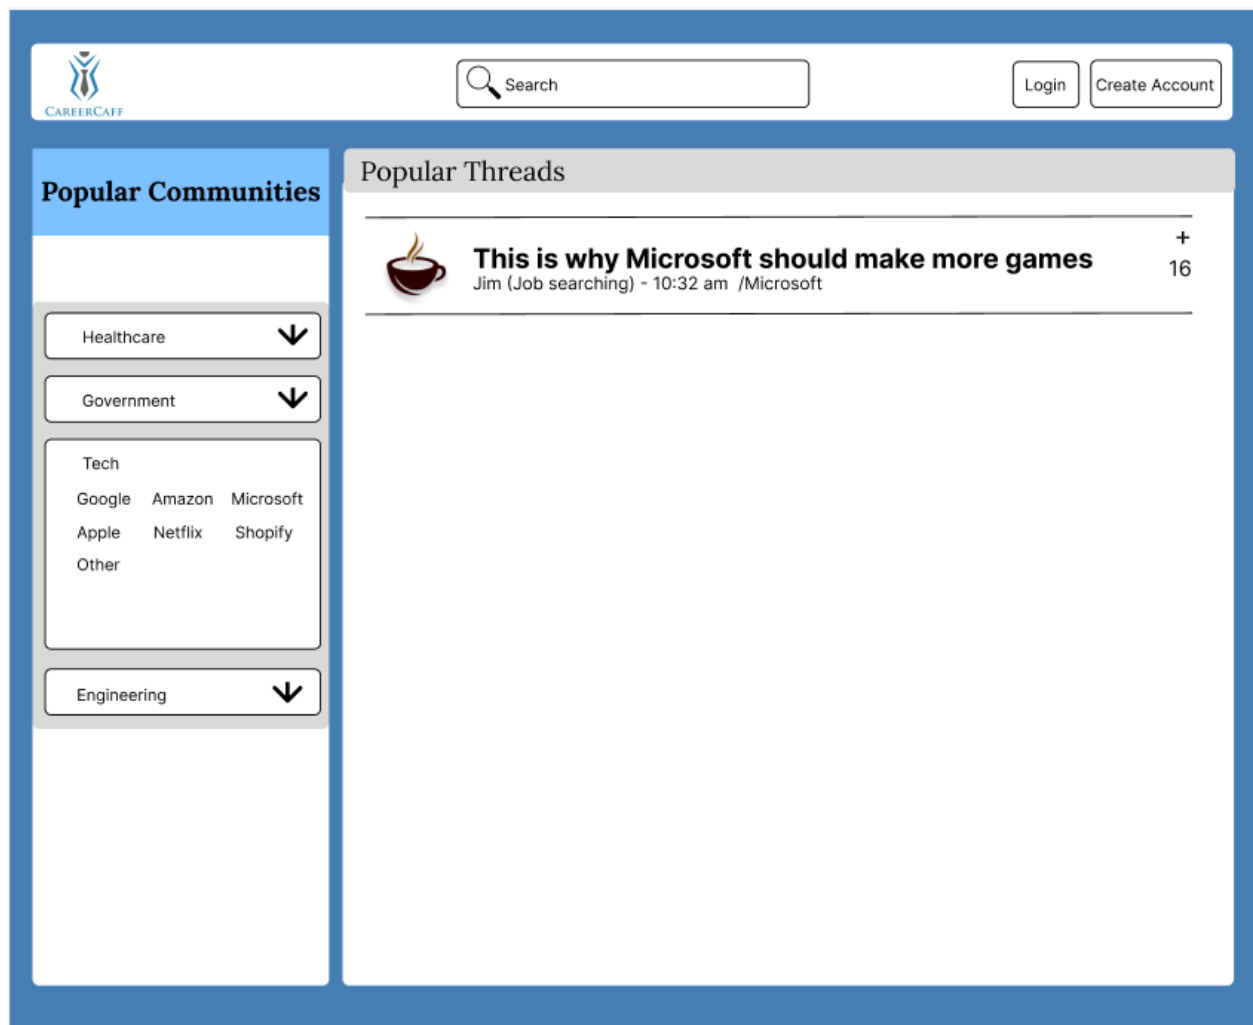 CAREERCAFF
Search
Login
Create Account
Popular Communities
Healthcare
Government
Tech
Google Amazon Microsoft
Apple Netflix Shopify
Other
Engineering
Popular Threads
This is why Microsoft should make more games
Jim (Job searching) - 10:32 am /Microsoft
+
16